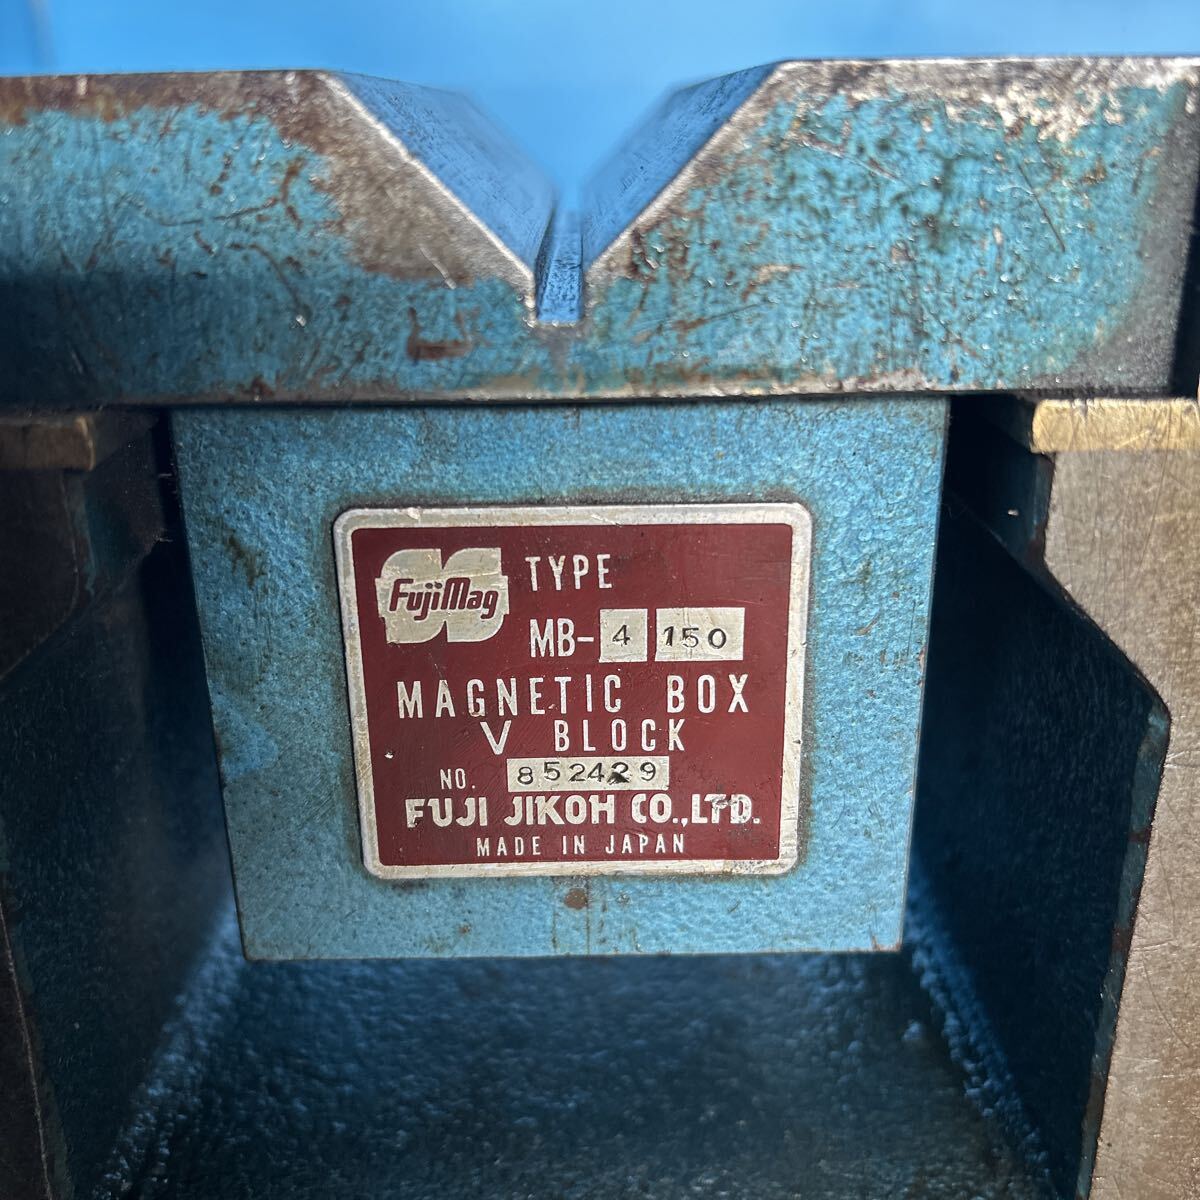 FujiMag TYPE
MB-4 150
MAGNETIC BOX
V BLOCK
NO. 852429
FUJI JIKOH CO.,LTD.
MADE IN JAPAN